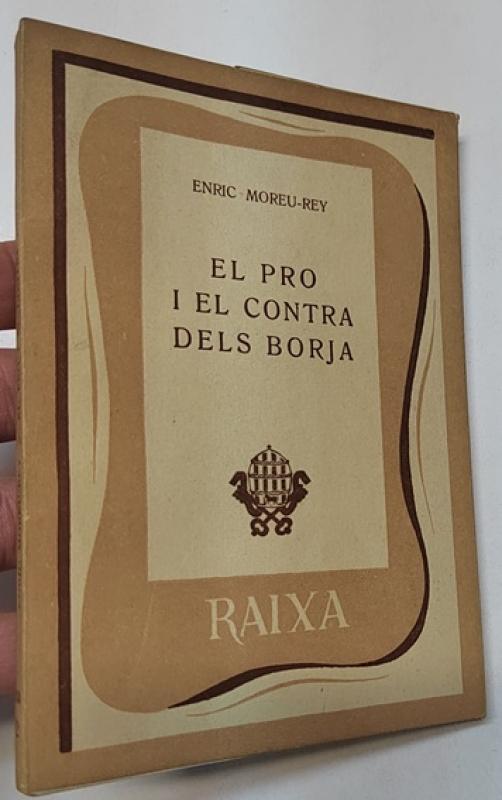 ENRIC MOREU-REY
EL PRO
I EL CONTRA
DELS BORJA
RAIXA